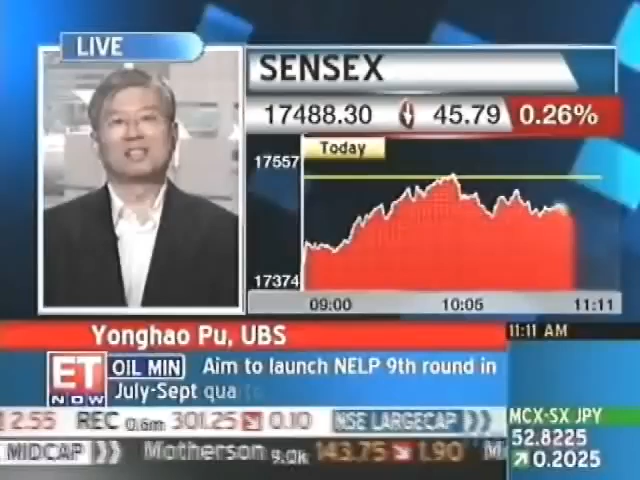 LIVE
SENSEX
17488.30 45.79 0.26%
Today
17557
17374
09:00 10:05 11:11
Yonghao Pu, UBS
11:11 AM
ET NOW
OIL MIN Aim to launch NELP 9th round in
July-Sept qua
2.55 REC 0.6m 301.25 0.10 NSE LARGECAP
MIDCAP Motherson 9.0k 143.75 1.90 M
MCX-SX JPY
52.8225
0.2025